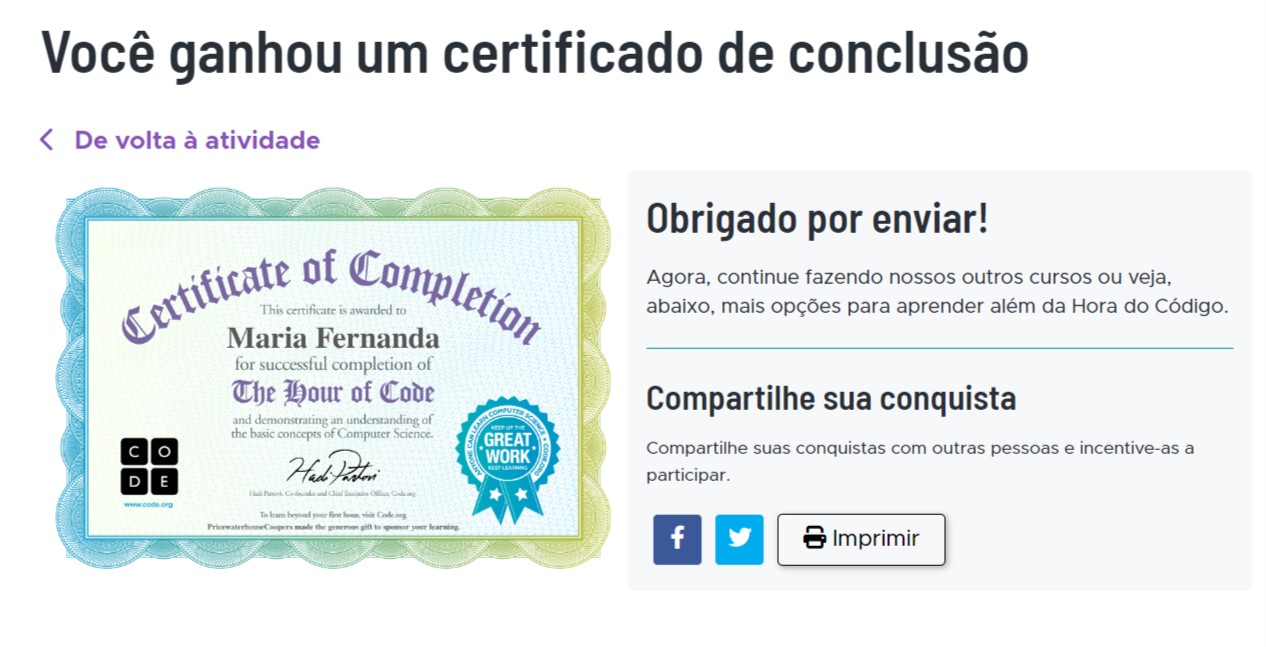 Você ganhou um certificado de conclusão
De volta à atividade
Certificate of Completion
This certificate is awarded to
Maria Fernanda
for successful completion of
The Hour of Code
and demonstrating an understanding of
the basic concepts of Computer Science.
C O
D E
www.code.org
Hadi Partovi, Co-founder and Chief Executive Officer, Code.org
To learn beyond your first hour, visit Code.org
PricewaterhouseCoopers made the generous gift to sponsor your learning.
ANYONE CAN LEARN COMPUTER SCIENCE • CODE.ORG
KEEP UP THE
GREAT
WORK
KEEP LEARNING
Obrigado por enviar!
Agora, continue fazendo nossos outros cursos ou veja,
abaixo, mais opções para aprender além da Hora do Código.
Compartilhe sua conquista
Compartilhe suas conquistas com outras pessoas e incentive-as a
participar.
Imprimir